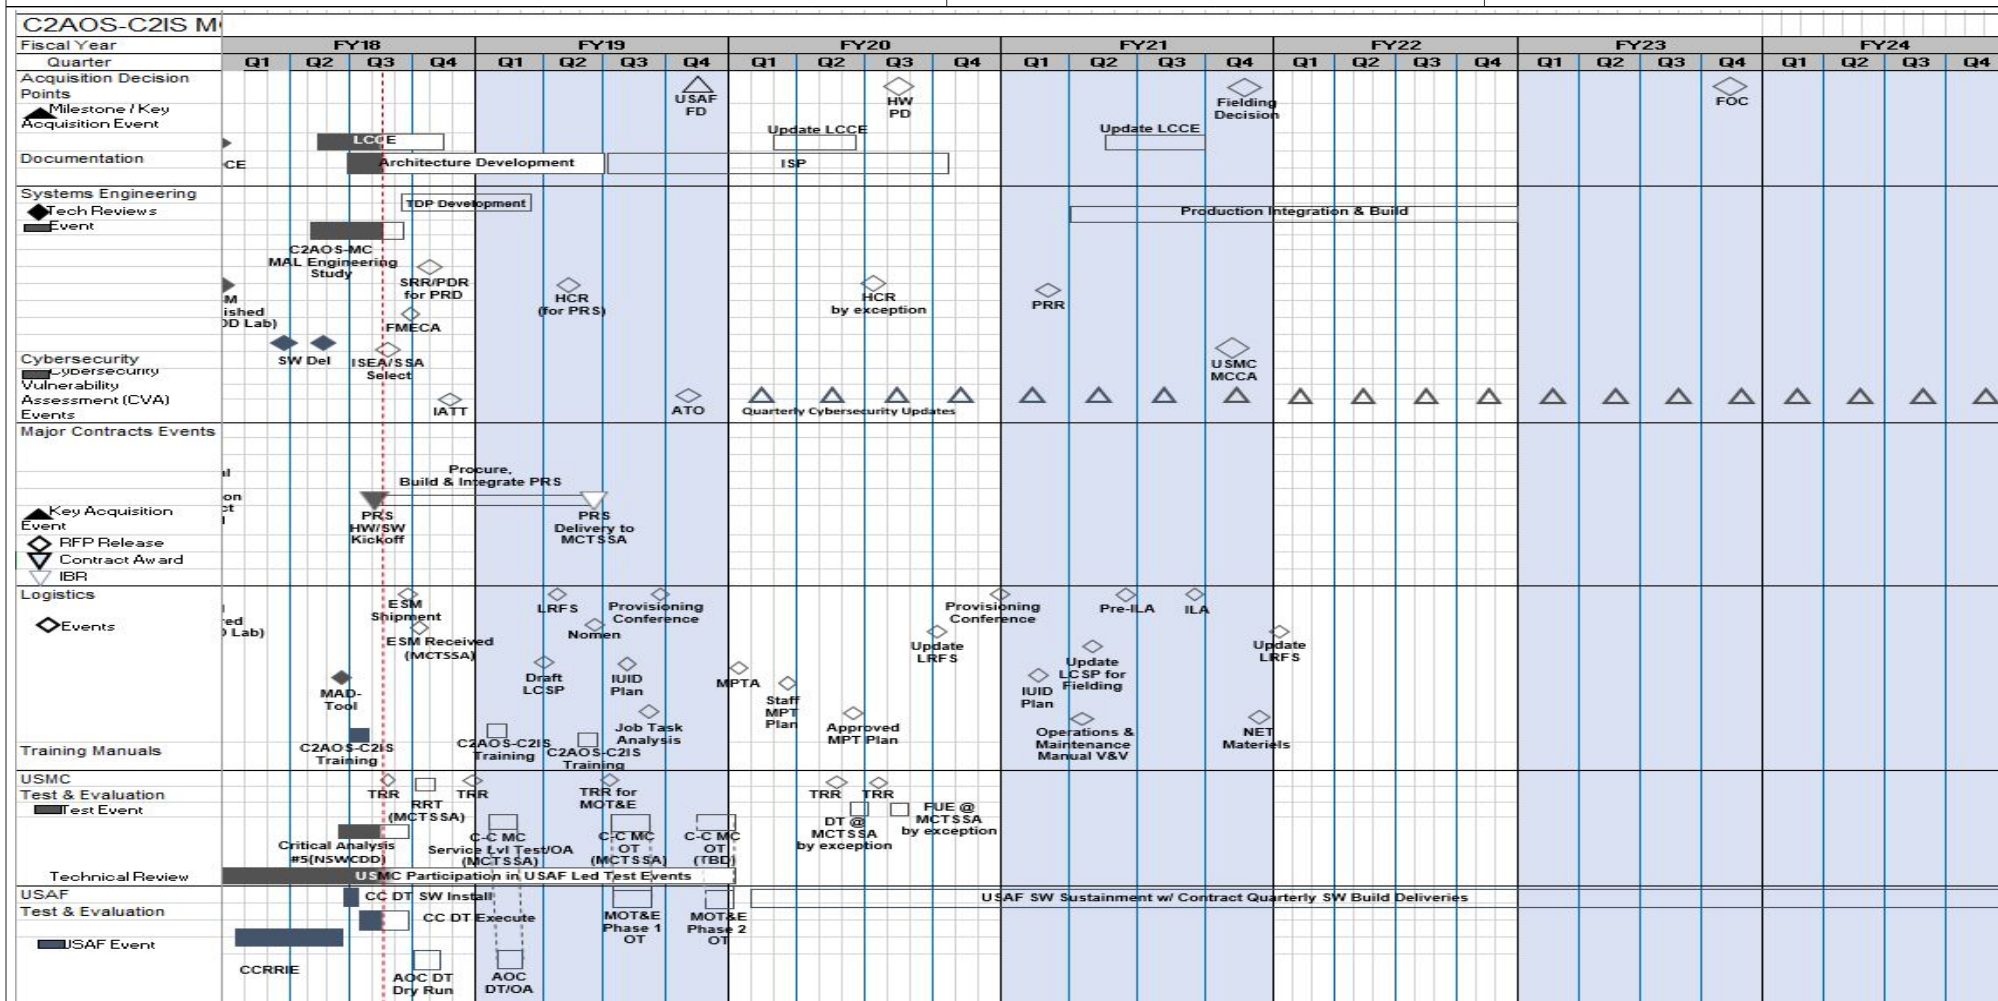 C2AOS-C2IS M
Fiscal Year FY18 FY19 FY20 FY21 FY22 FY23 FY24
Quarter Q1 Q2 Q3 Q4 Q1 Q2 Q3 Q4 Q1 Q2 Q3 Q4 Q1 Q2 Q3 Q4 Q1 Q2 Q3 Q4 Q1 Q2 Q3 Q4 Q1 Q2 Q3 Q4
Acquisition Decision
Points
Milestone / Key
Acquisition Event
USAF
FD
HW
PD
Fielding
Decision
FOC
LCCE
Update LCCE
Update LCCE
Documentation
CE
Architecture Development
ISP
Systems Engineering
Tech Reviews
Event
TDP Development
Production Integration & Build
C2AOS-MC
MAL Engineering
Study
SRR/PDR
for PRD
HCR
(for PRS)
HCR
by exception
PRR
M
ished
DD Lab)
FMECA
SW Del
ISEA/SSA
Select
USMC
MCCA
Cybersecurity
Cybersecurity
Vulnerability
Assessment (CVA)
Events
IATT
ATO
Quarterly Cybersecurity Updates
Major Contracts Events
Procure,
Build & Integrate PRS
on
ct
PRS
HW/SW
Kickoff
PRS
Delivery to
MCTSSA
Key Acquisition
Event
RFP Release
Contract Award
IBR
Logistics
Events
red
Lab)
ESM
Shipment
ESM Received
(MCTSSA)
LRFS
Nomen
Provisioning
Conference
Provisioning
Conference
Update
LRFS
Pre-ILA
ILA
Update
LRFS
MAD-
Tool
Draft
LCSP
IUID
Plan
MPTA
Staff
MPT
Plan
IUID
Plan
Update
LCSP for
Fielding
Job Task
Analysis
Approved
MPT Plan
Operations &
Maintenance
Manual V&V
NET
Materiels
Training Manuals
C2AOS-C2IS
Training
C2AOS-C2IS
Training
C2AOS-C2IS
Training
USMC
Test & Evaluation
Test Event
TRR
RRT
(MCTSSA)
TRR
TRR for
MOT&E
TRR
TRR
DT @
MCTSSA
by exception
FUE @
MCTSSA
by exception
Critical Analysis
#5(NSWCDD)
C-C MC
Service Lvl Test/OA
(MCTSSA)
C-C MC
OT
(MCTSSA)
C-C MC
OT
(TBD)
Technical Review
USMC Participation in USAF Led Test Events
USAF
Test & Evaluation
USAF Event
CC DT SW Install
USAF SW Sustainment w/ Contract Quarterly SW Build Deliveries
CC DT Execute
MOT&E
Phase 1
OT
MOT&E
Phase 2
OT
CCRRIE
AOC DT
Dry Run
AOC
DT/OA